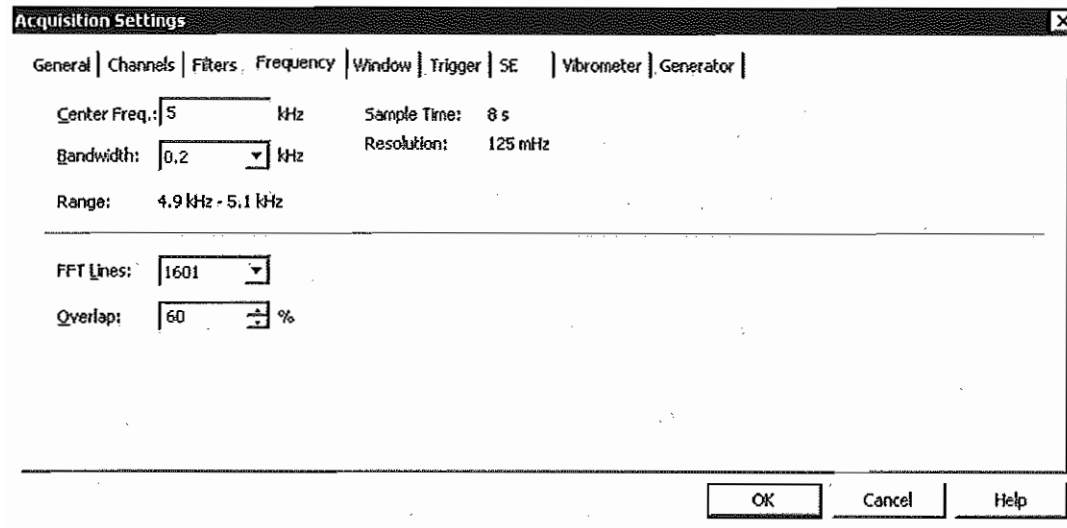 Acquisition Settings
General Channels Filters Frequency Window Trigger SE Vibrometer Generator
Center Freq.: 5 kHz Sample Time: 8 s
Bandwidth: 0.2 kHz Resolution: 125 mHz
Range: 4.9 kHz - 5.1 kHz
FFT Lines: 1601
Overlap: 60 %
OK Cancel Help